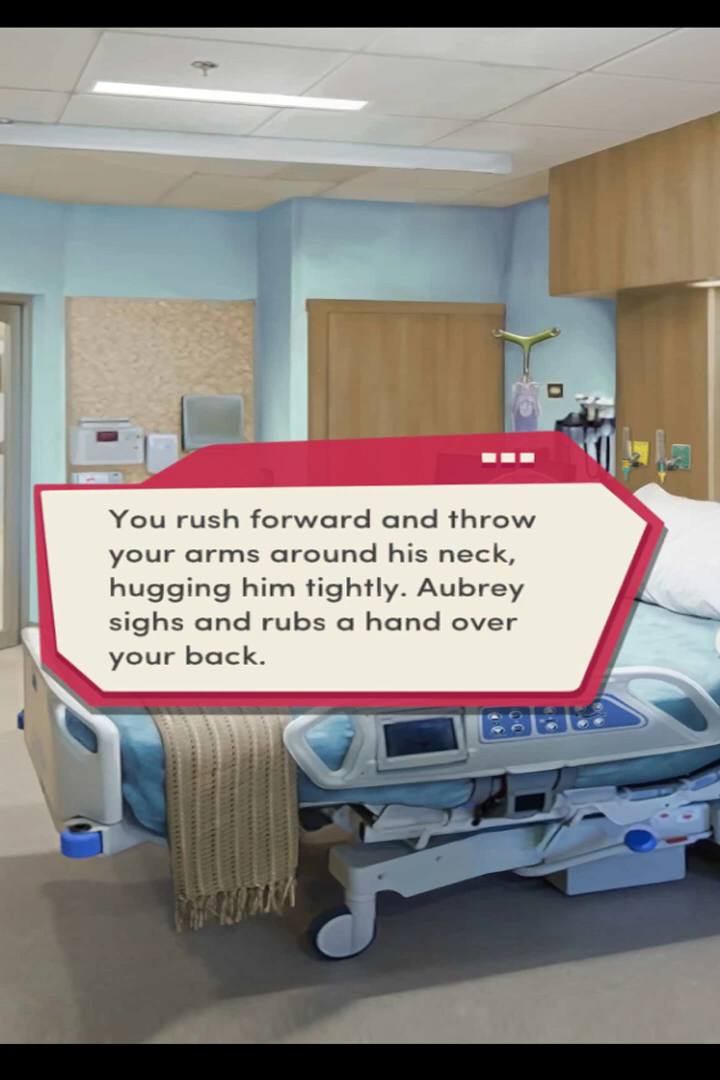 You rush forward and throw
your arms around his neck,
hugging him tightly. Aubrey
sighs and rubs a hand over
your back.